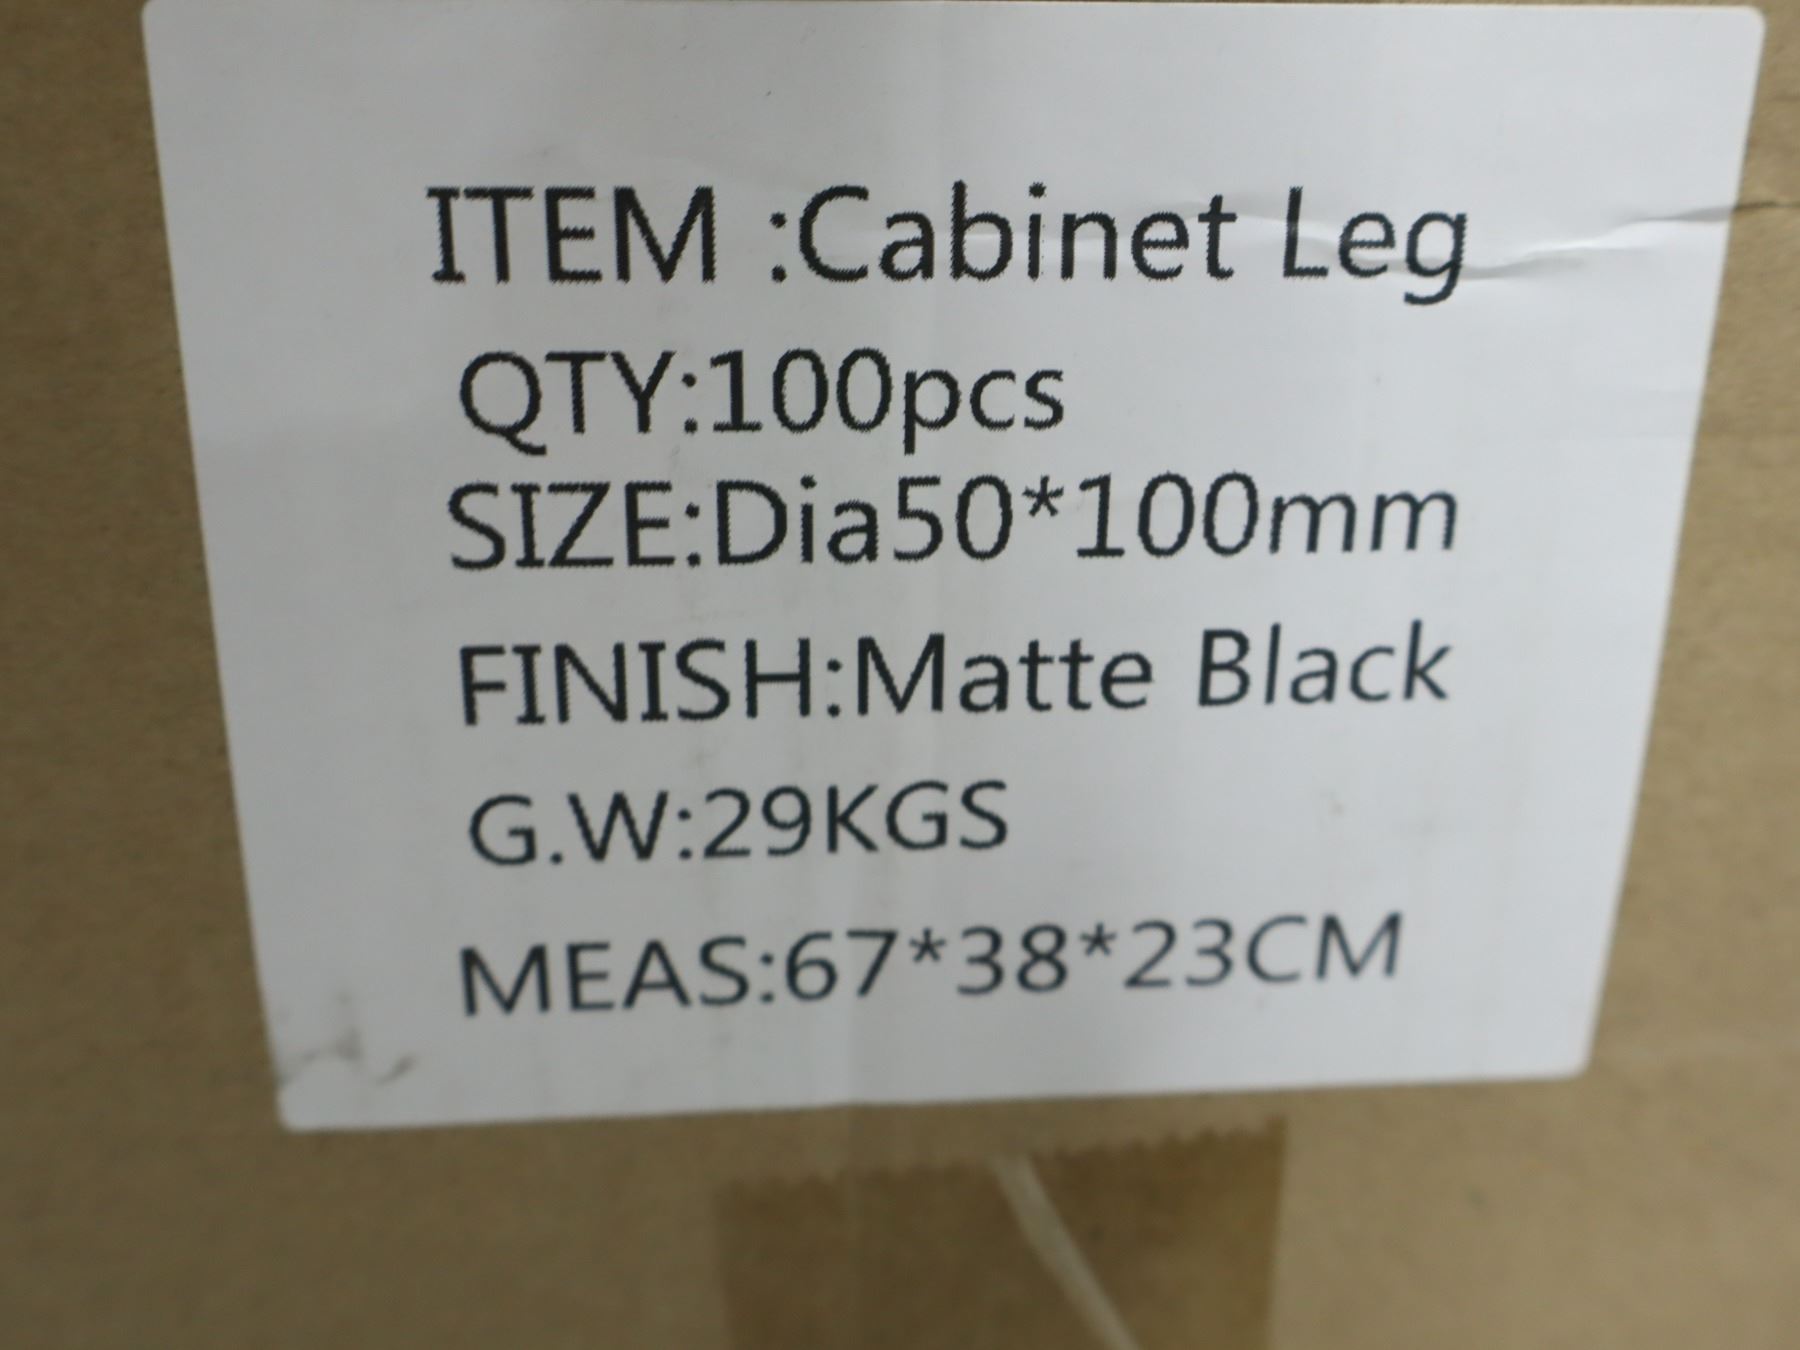 ITEM :Cabinet Leg
QTY:100pcs
SIZE:Dia50*100mm
FINISH:Matte Black
G.W:29KGS
MEAS:67*38*23CM